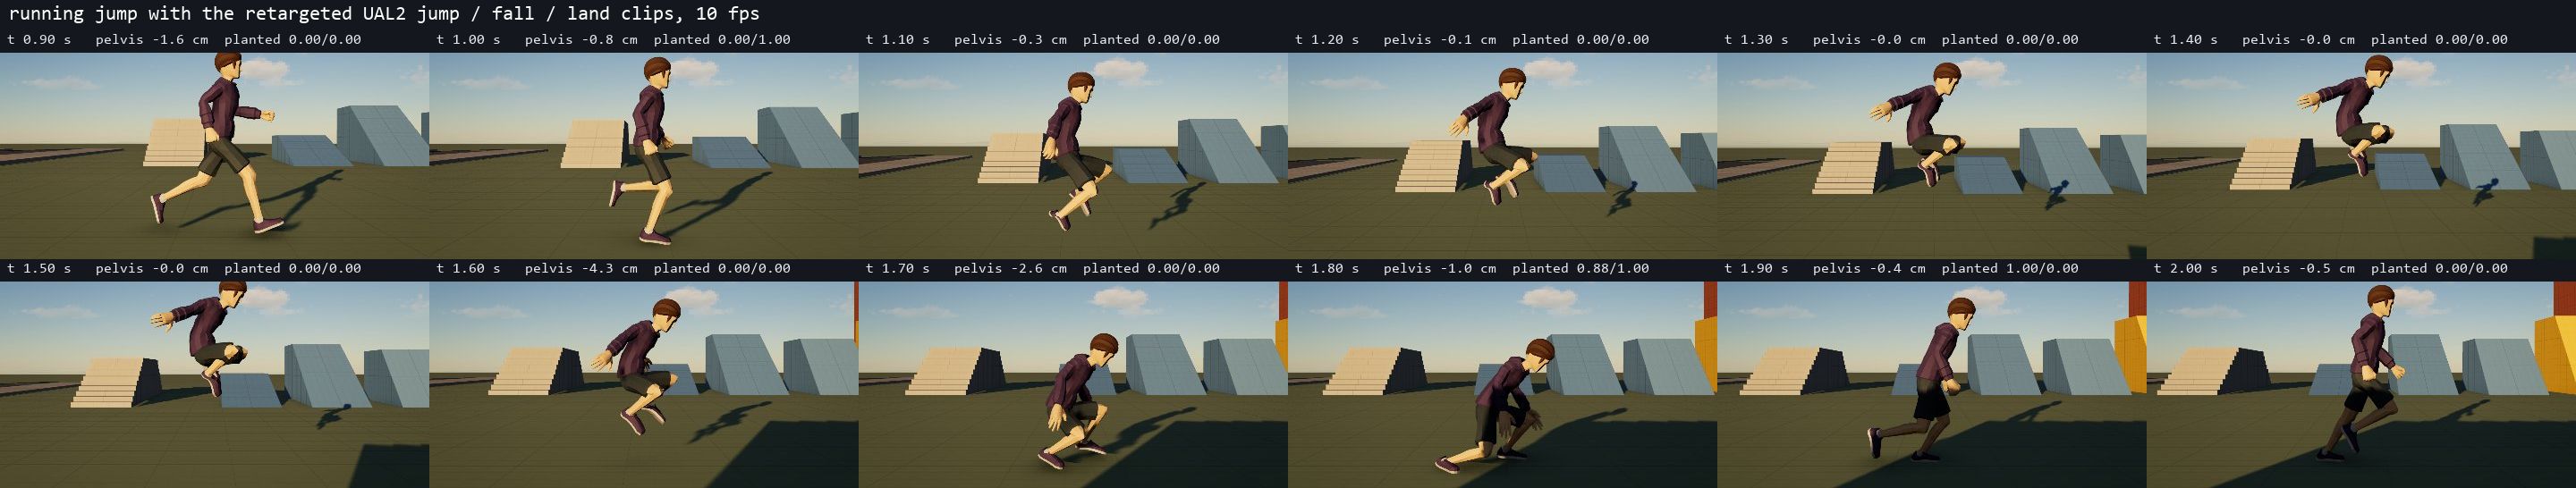 running jump with the retargeted UAL2 jump / fall / land clips, 10 fps
t 0.90 s   pelvis -1.6 cm  planted 0.00/0.00
t 1.00 s   pelvis -0.8 cm  planted 0.00/1.00
t 1.10 s   pelvis -0.3 cm  planted 0.00/0.00
t 1.20 s   pelvis -0.1 cm  planted 0.00/0.00
t 1.30 s   pelvis -0.0 cm  planted 0.00/0.00
t 1.40 s   pelvis -0.0 cm  planted 0.00/0.00
t 1.50 s   pelvis -0.0 cm  planted 0.00/0.00
t 1.60 s   pelvis -4.3 cm  planted 0.00/1.00
t 1.70 s   pelvis -2.6 cm  planted 0.00/0.00
t 1.80 s   pelvis -1.0 cm  planted 0.88/1.00
t 1.90 s   pelvis -0.4 cm  planted 1.00/0.00
t 2.00 s   pelvis -0.5 cm  planted 0.00/0.00